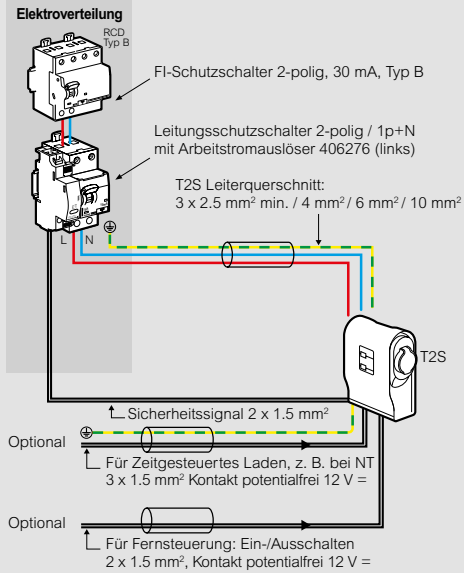 Elektroverteilung
RCD
Typ B
FI-Schutzschalter 2-polig, 30 mA, Typ B
Leitungsschutzschalter 2-polig / 1p+N
mit Arbeitstromauslöser 406276 (links)
T2S Leiterquerschnitt:
3 x 2.5 mm² min. / 4 mm² / 6 mm² / 10 mm²
L N
T2S
Sicherheitssignal 2 x 1.5 mm²
Optional
Für Zeitgesteuertes Laden, z. B. bei NT
3 x 1.5 mm² Kontakt potentialfrei 12 V =
Optional
Für Fernsteuerung: Ein-/Ausschalten
2 x 1.5 mm², Kontakt potentialfrei 12 V =